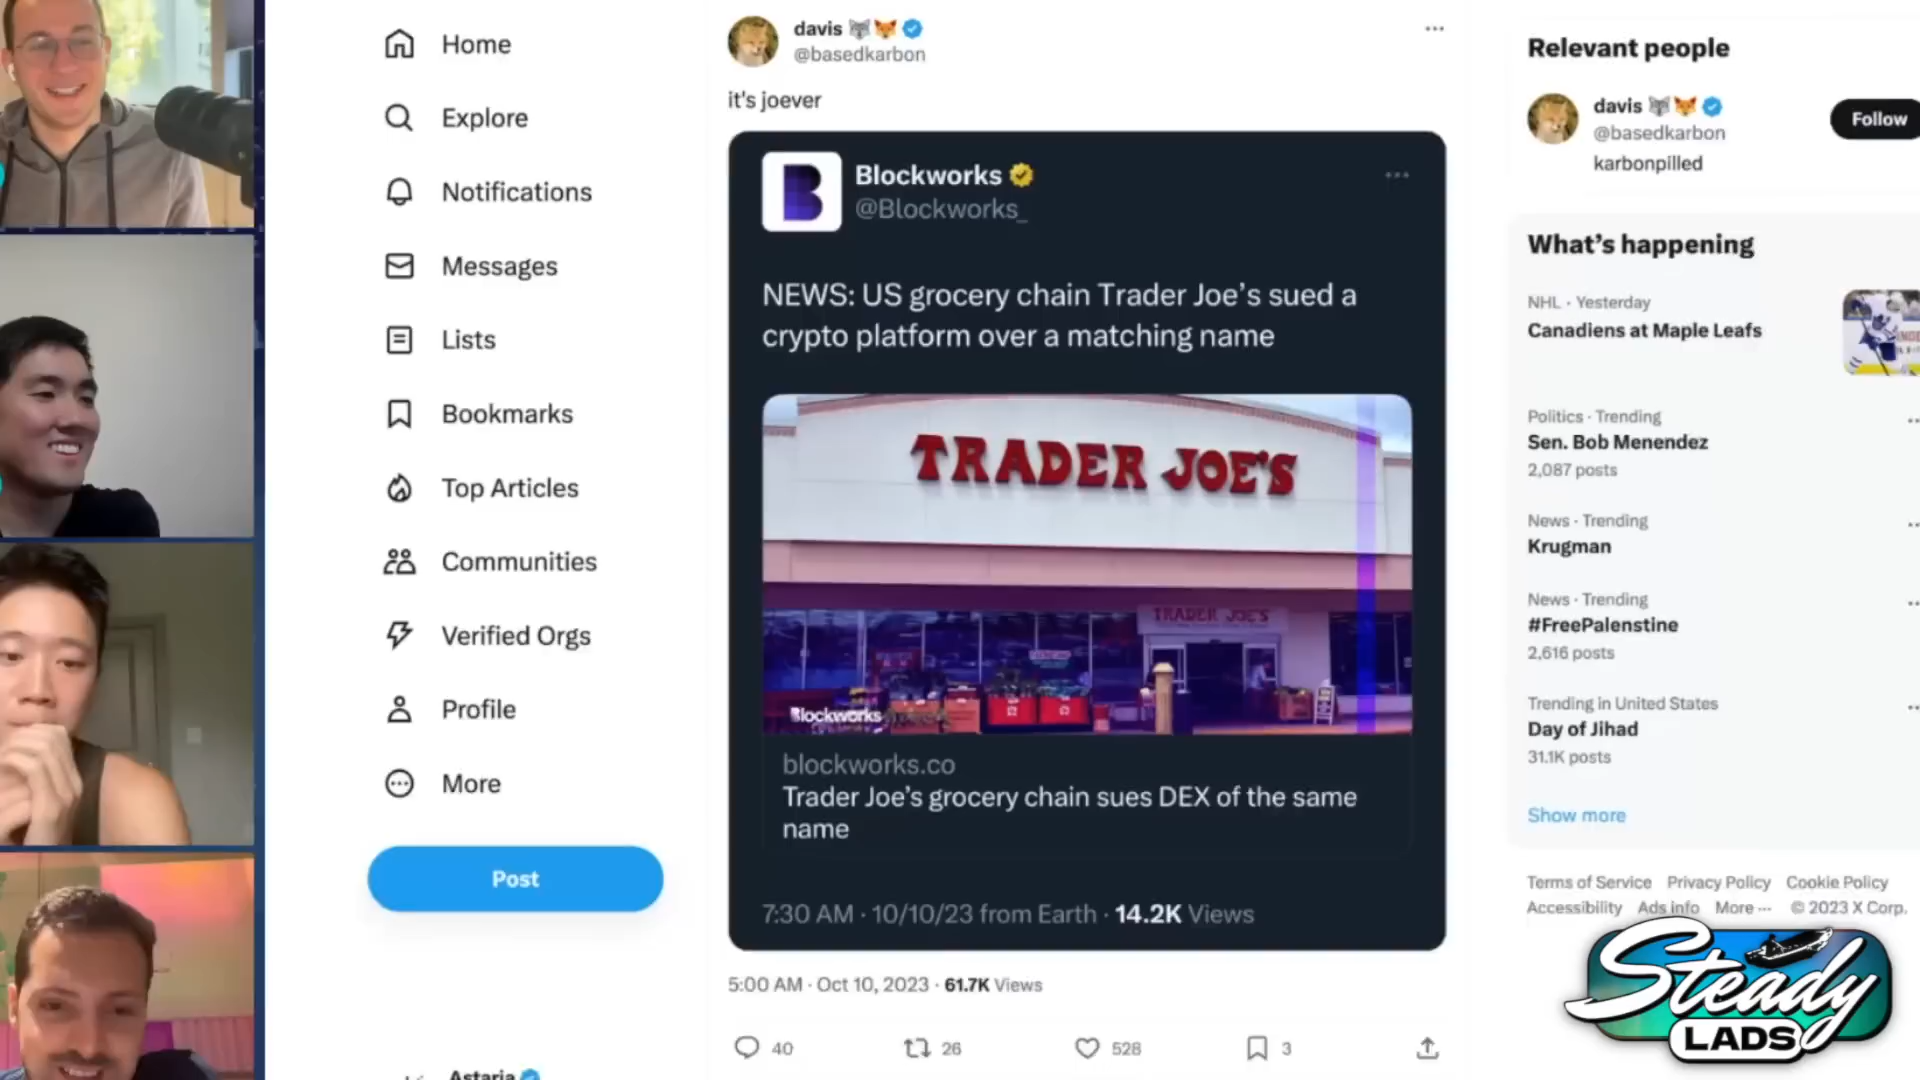 Home
Explore
Notifications
Messages
Lists
Bookmarks
Top Articles
Communities
Verified Orgs
Profile
More
Post
Astaria
davis
@basedkarbon
it's joever
Blockworks
@Blockworks_
NEWS: US grocery chain Trader Joe's sued a
crypto platform over a matching name
TRADER JOE'S
TRADER JOE'S
Blockworks
blockworks.co
Trader Joe's grocery chain sues DEX of the same
name
7:30 AM · 10/10/23 from Earth · 14.2K Views
5:00 AM · Oct 10, 2023 · 61.7K Views
40
26
528
3
Relevant people
davis
@basedkarbon
karbonpilled
Follow
What's happening
NHL · Yesterday
Canadiens at Maple Leafs
Politics · Trending
Sen. Bob Menendez
2,087 posts
News · Trending
Krugman
News · Trending
#FreePalenstine
2,616 posts
Trending in United States
Day of Jihad
31.1K posts
Show more
Terms of Service Privacy Policy Cookie Policy
Accessibility Ads info More ··· © 2023 X Corp.
Steady
LADS